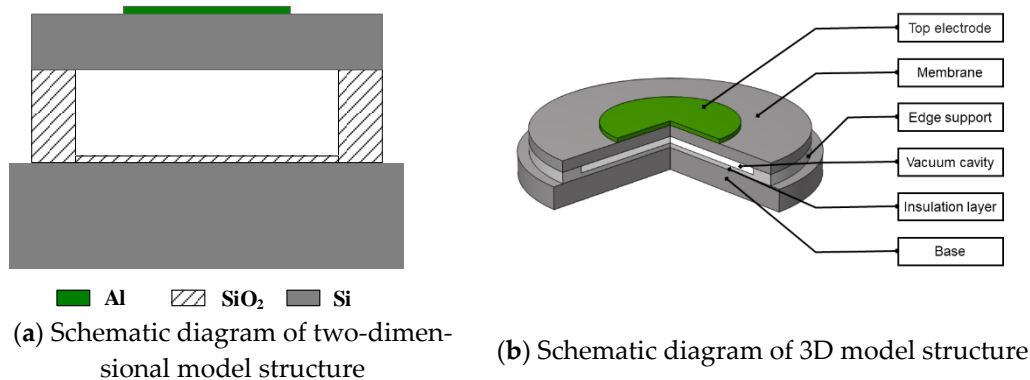 Top electrode
Membrane
Edge support
Vacuum cavity
Insulation layer
Base
Al SiO₂ Si
(a) Schematic diagram of two-dimen-
sional model structure
(b) Schematic diagram of 3D model structure